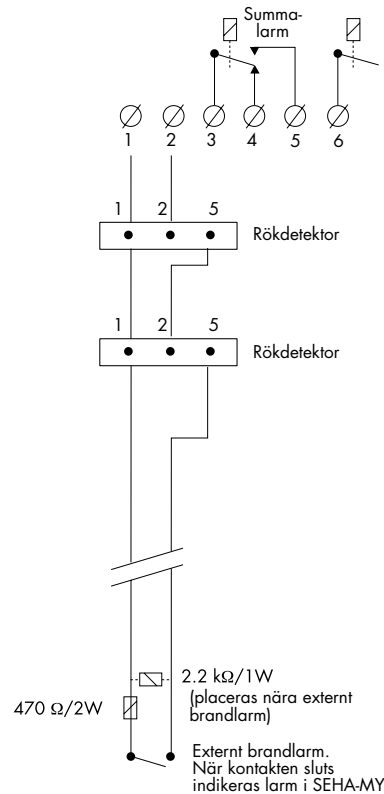 Summa-
larm
1 2 3 4 5 6
1 2 5
Rökdetektor
1 2 5
Rökdetektor
2.2 kΩ/1W
(placeras nära externt
brandlarm)
470 Ω/2W
Externt brandlarm.
När kontakten sluts
indikeras larm i SEHA-MY